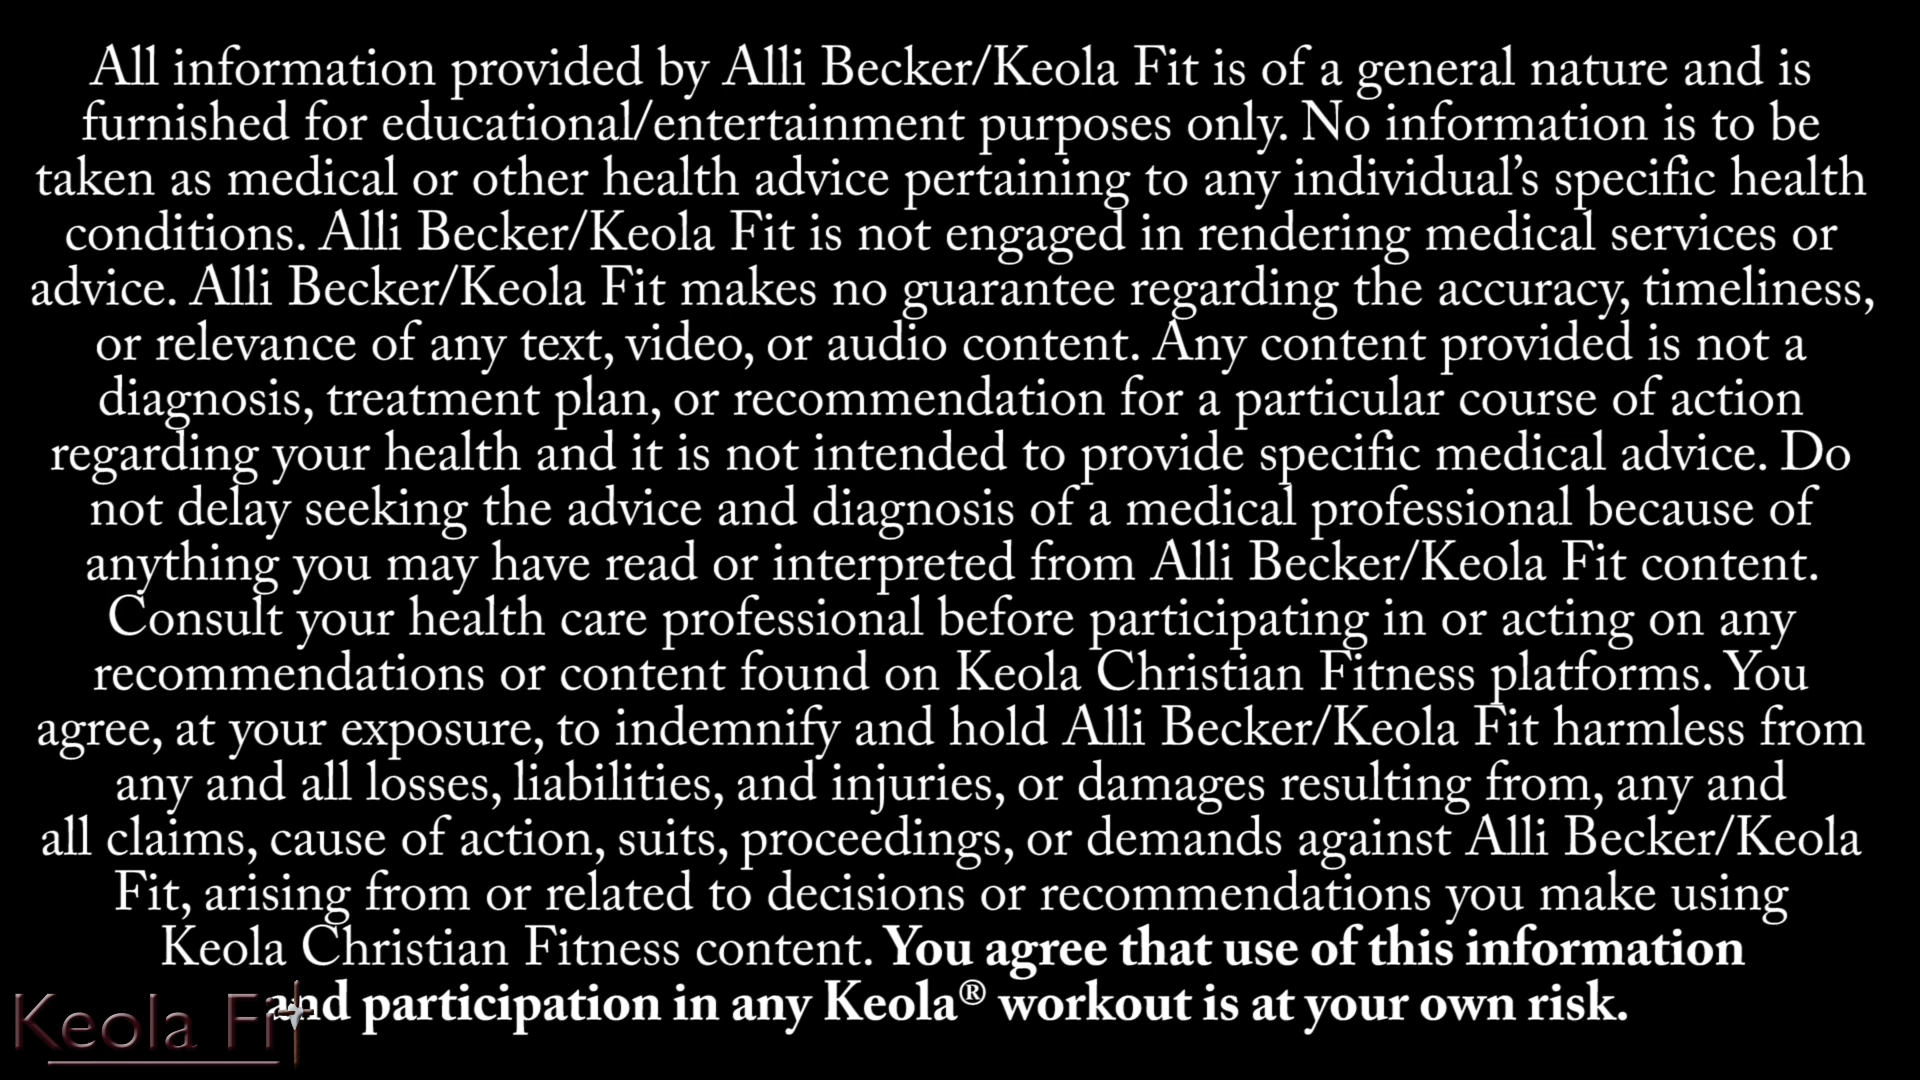 All information provided by Alli Becker/Keola Fit is of a general nature and is
furnished for educational/entertainment purposes only. No information is to be
taken as medical or other health advice pertaining to any individual’s specific health
conditions. Alli Becker/Keola Fit is not engaged in rendering medical services or
advice. Alli Becker/Keola Fit makes no guarantee regarding the accuracy, timeliness,
or relevance of any text, video, or audio content. Any content provided is not a
diagnosis, treatment plan, or recommendation for a particular course of action
regarding your health and it is not intended to provide specific medical advice. Do
not delay seeking the advice and diagnosis of a medical professional because of
anything you may have read or interpreted from Alli Becker/Keola Fit content.
Consult your health care professional before participating in or acting on any
recommendations or content found on Keola Christian Fitness platforms. You
agree, at your exposure, to indemnify and hold Alli Becker/Keola Fit harmless from
any and all losses, liabilities, and injuries, or damages resulting from, any and
all claims, cause of action, suits, proceedings, or demands against Alli Becker/Keola
Fit, arising from or related to decisions or recommendations you make using
Keola Christian Fitness content. You agree that use of this information
and participation in any Keola® workout is at your own risk.
Keola Fit